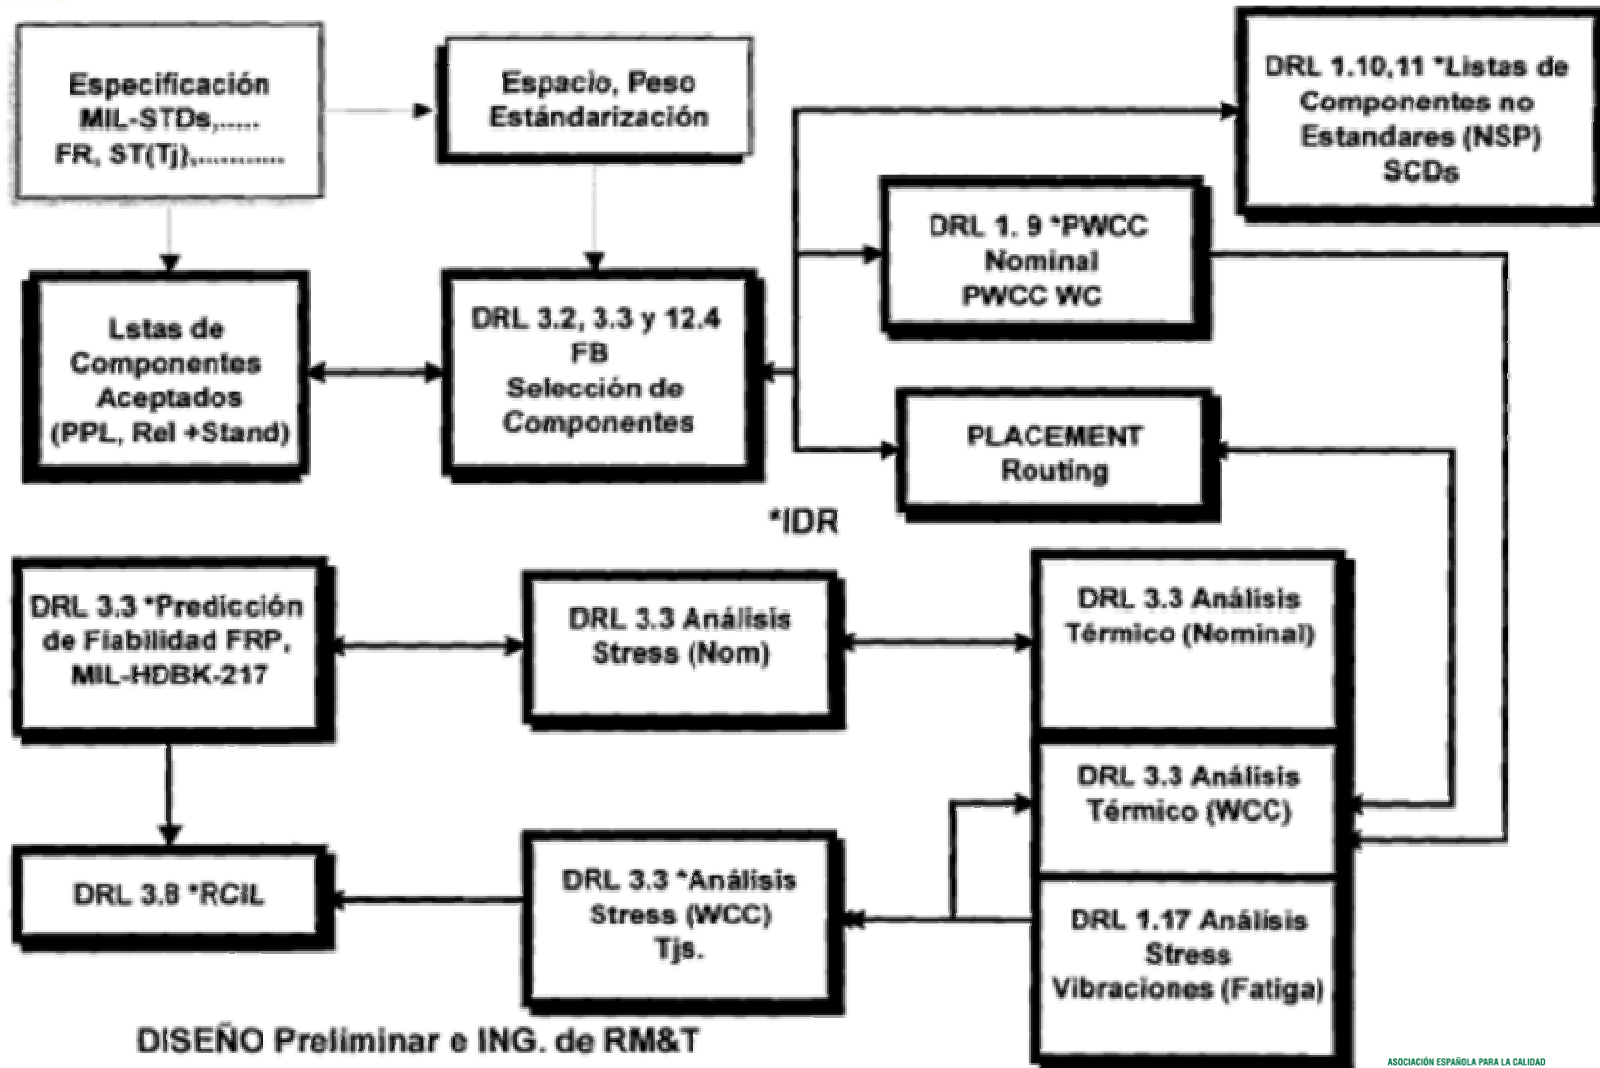 Especificación
MIL-STDs,.....
FR, ST(Tj),...........
Espacio, Peso
Estándarización
DRL 1.10,11 *Listas de
Componentes no
Estandares (NSP)
SCDs
DRL 1. 9 *PWCC
Nominal
PWCC WC
Lstas de
Componentes
Aceptados
(PPL, Rel +Stand)
DRL 3.2, 3.3 y 12.4
FB
Selección de
Componentes
PLACEMENT
Routing
*IDR
DRL 3.3 *Predicción
de Fiabilidad FRP,
MIL-HDBK-217
DRL 3.3 Análisis
Stress (Nom)
DRL 3.3 Análisis
Térmico (Nominal)
DRL 3.3 Análisis
Térmico (WCC)
DRL 3.8 *RCIL
DRL 3.3 *Análisis
Stress (WCC)
Tjs.
DRL 1.17 Análisis
Stress
Vibraciones (Fatiga)
DISEÑO Preliminar e ING. de RM&T
ASOCIACIÓN ESPAÑOLA PARA LA CALIDAD